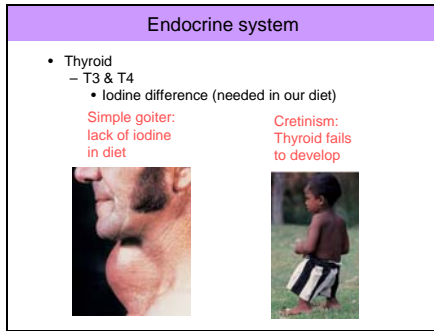 Endocrine system
• Thyroid
– T3 & T4
• Iodine difference (needed in our diet)
Simple goiter:
lack of iodine
in diet
Cretinism:
Thyroid fails
to develop